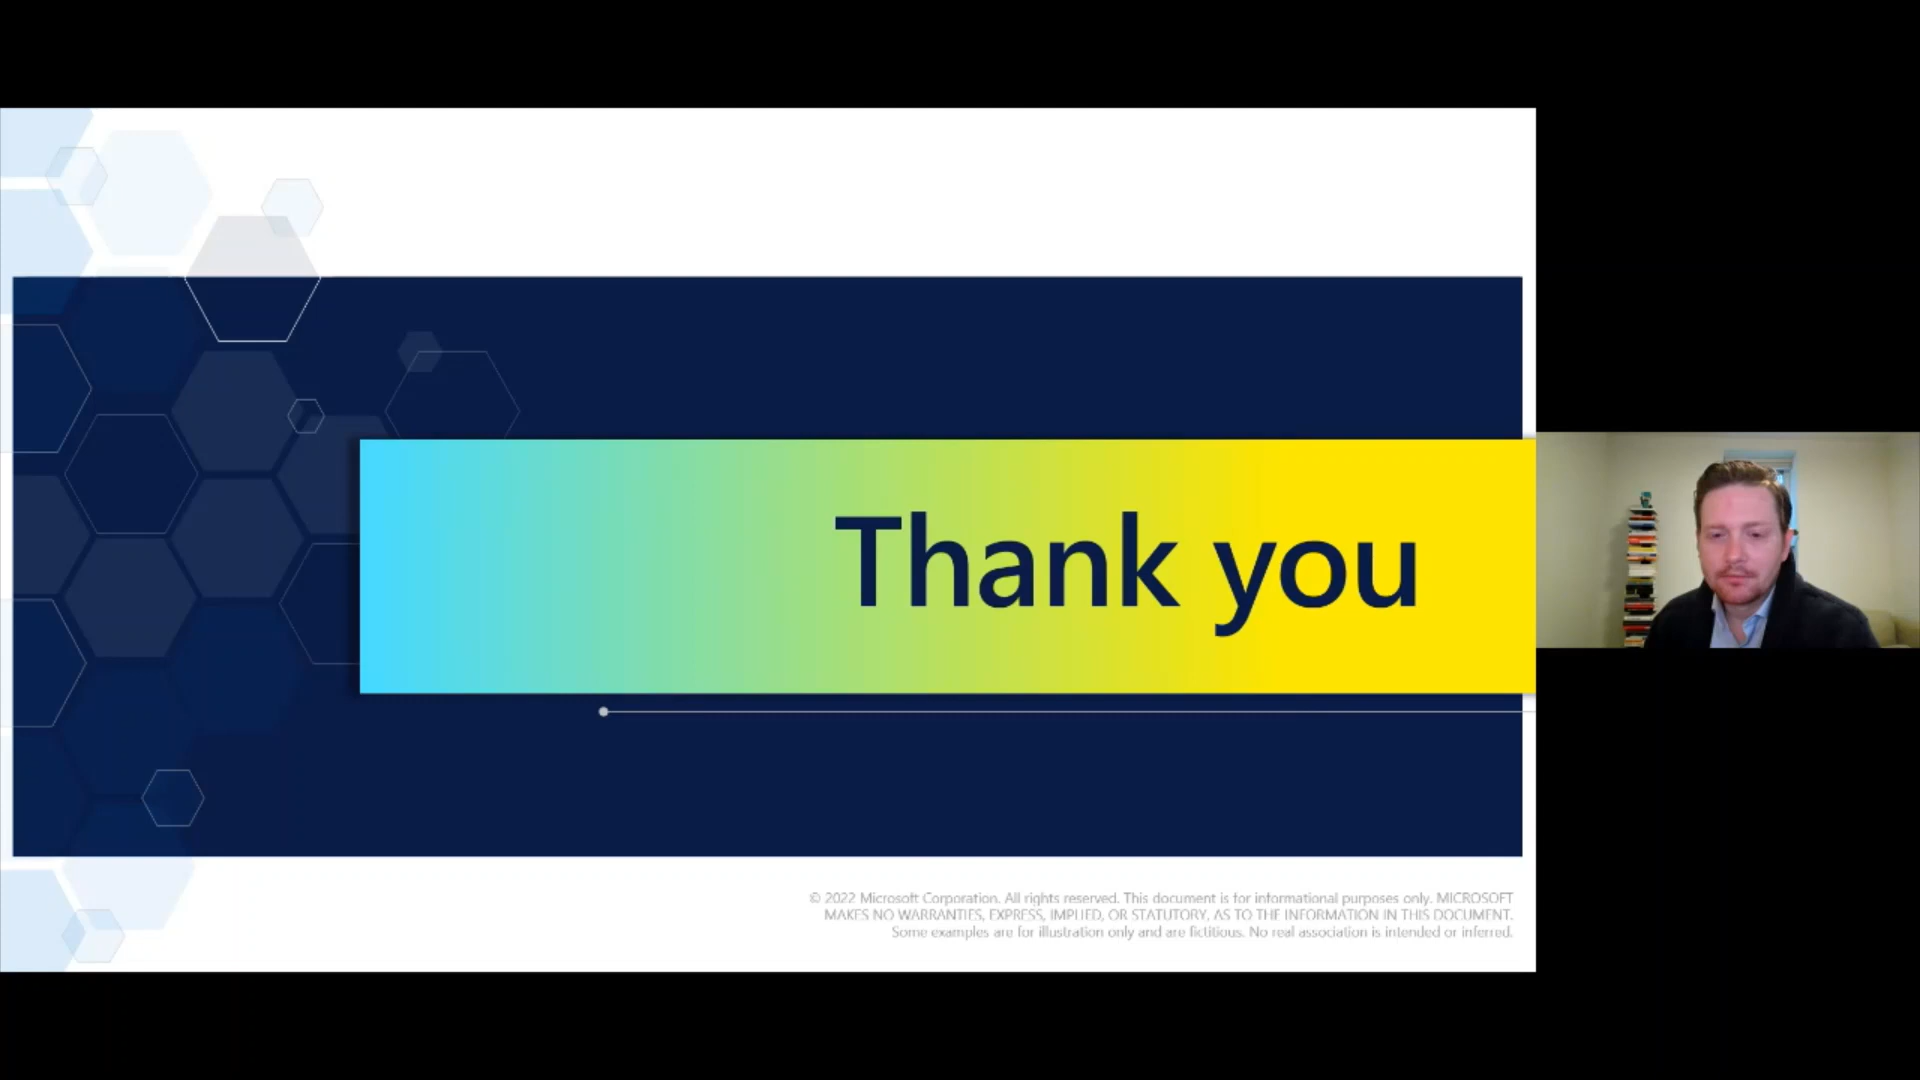 Thank you
© 2022 Microsoft Corporation. All rights reserved. This document is for informational purposes only. MICROSOFT
MAKES NO WARRANTIES, EXPRESS, IMPLIED, OR STATUTORY, AS TO THE INFORMATION IN THIS DOCUMENT.
Some examples are for illustration only and are fictitious. No real association is intended or inferred.